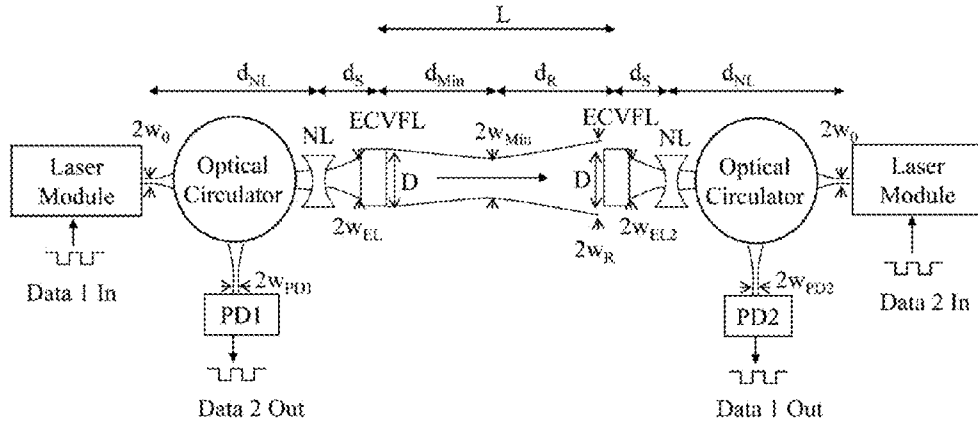 L
d_NL d_S d_Min d_R d_S d_NL
ECVFL ECVFL
2w_0 NL 2w_Min NL 2w_0
Laser Module
Optical Circulator
D
D
Optical Circulator
Laser Module
2w_EL 2w_R 2w_EL2
Data 1 In
2w_PD1
2w_PD2
Data 2 In
PD1
PD2
Data 2 Out
Data 1 Out